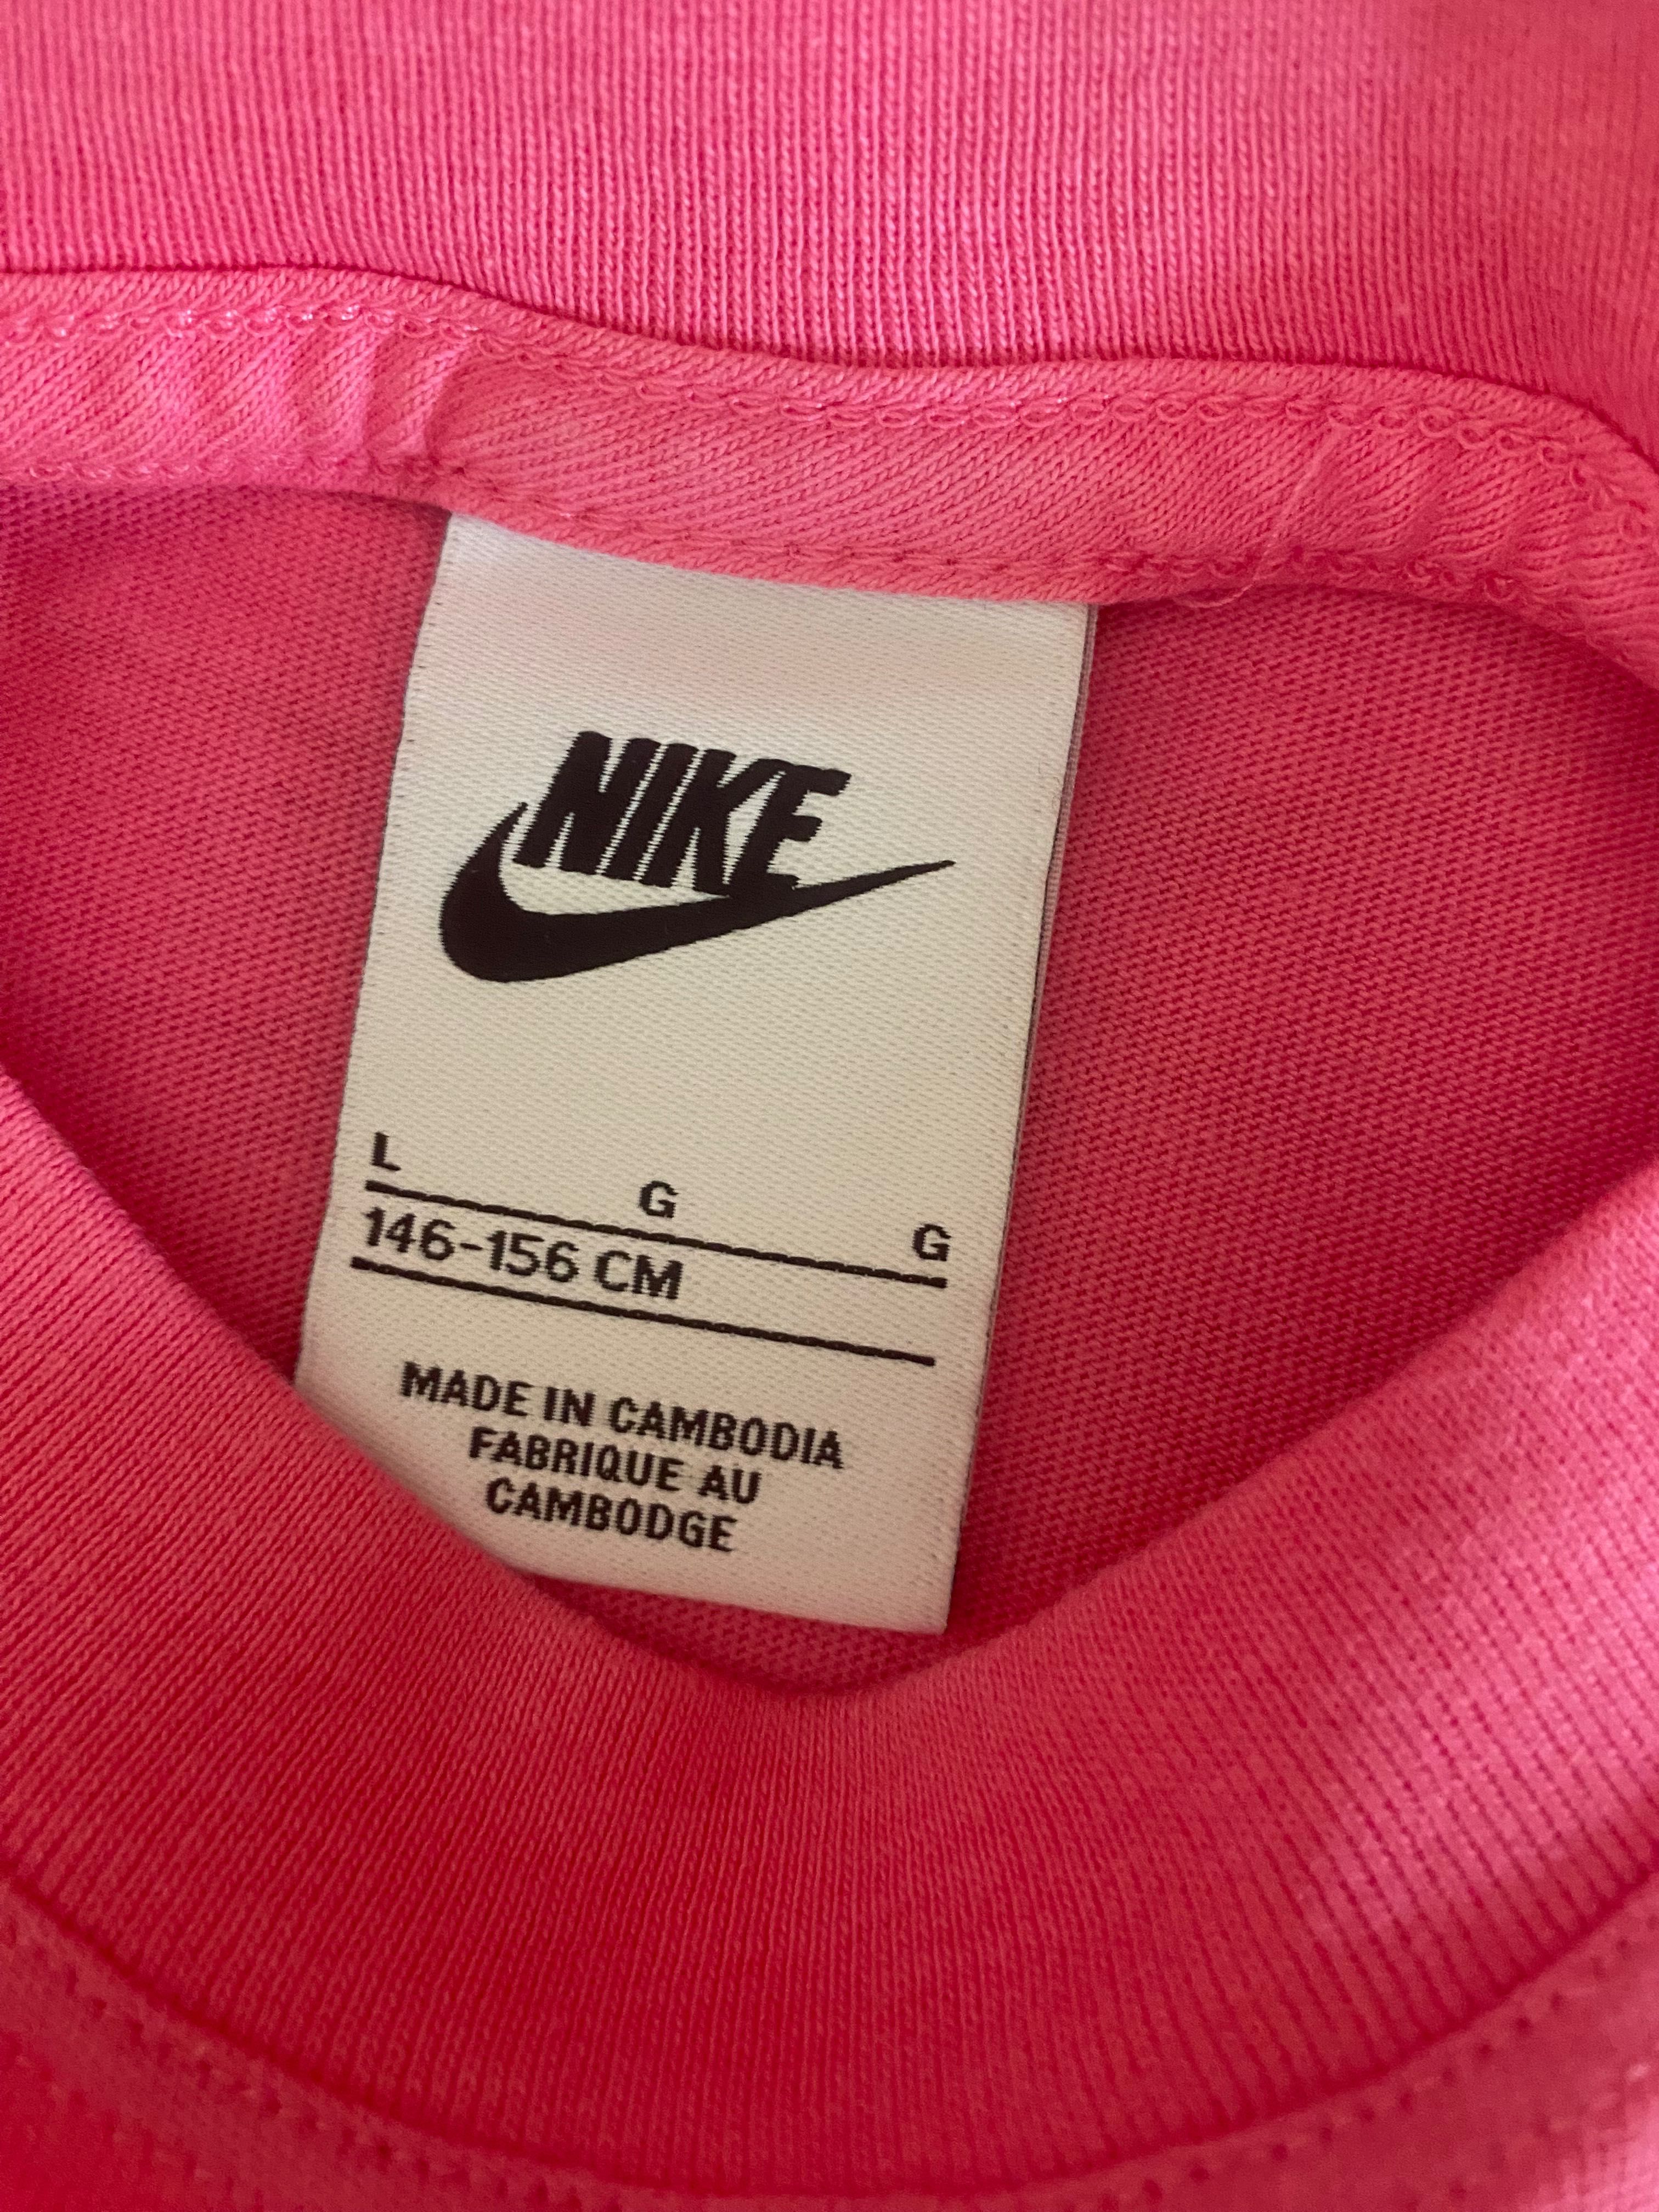 NIKE
L G G
146-156 CM
MADE IN CAMBODIA
FABRIQUE AU
CAMBODGE